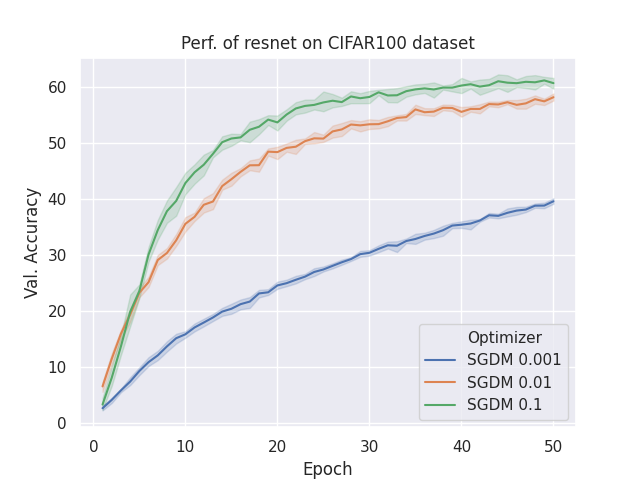 Perf. of resnet on CIFAR100 dataset
Val. Accuracy
60
50
40
30
20
10
0
0 10 20 30 40 50
Epoch
Optimizer
SGDM 0.001
SGDM 0.01
SGDM 0.1